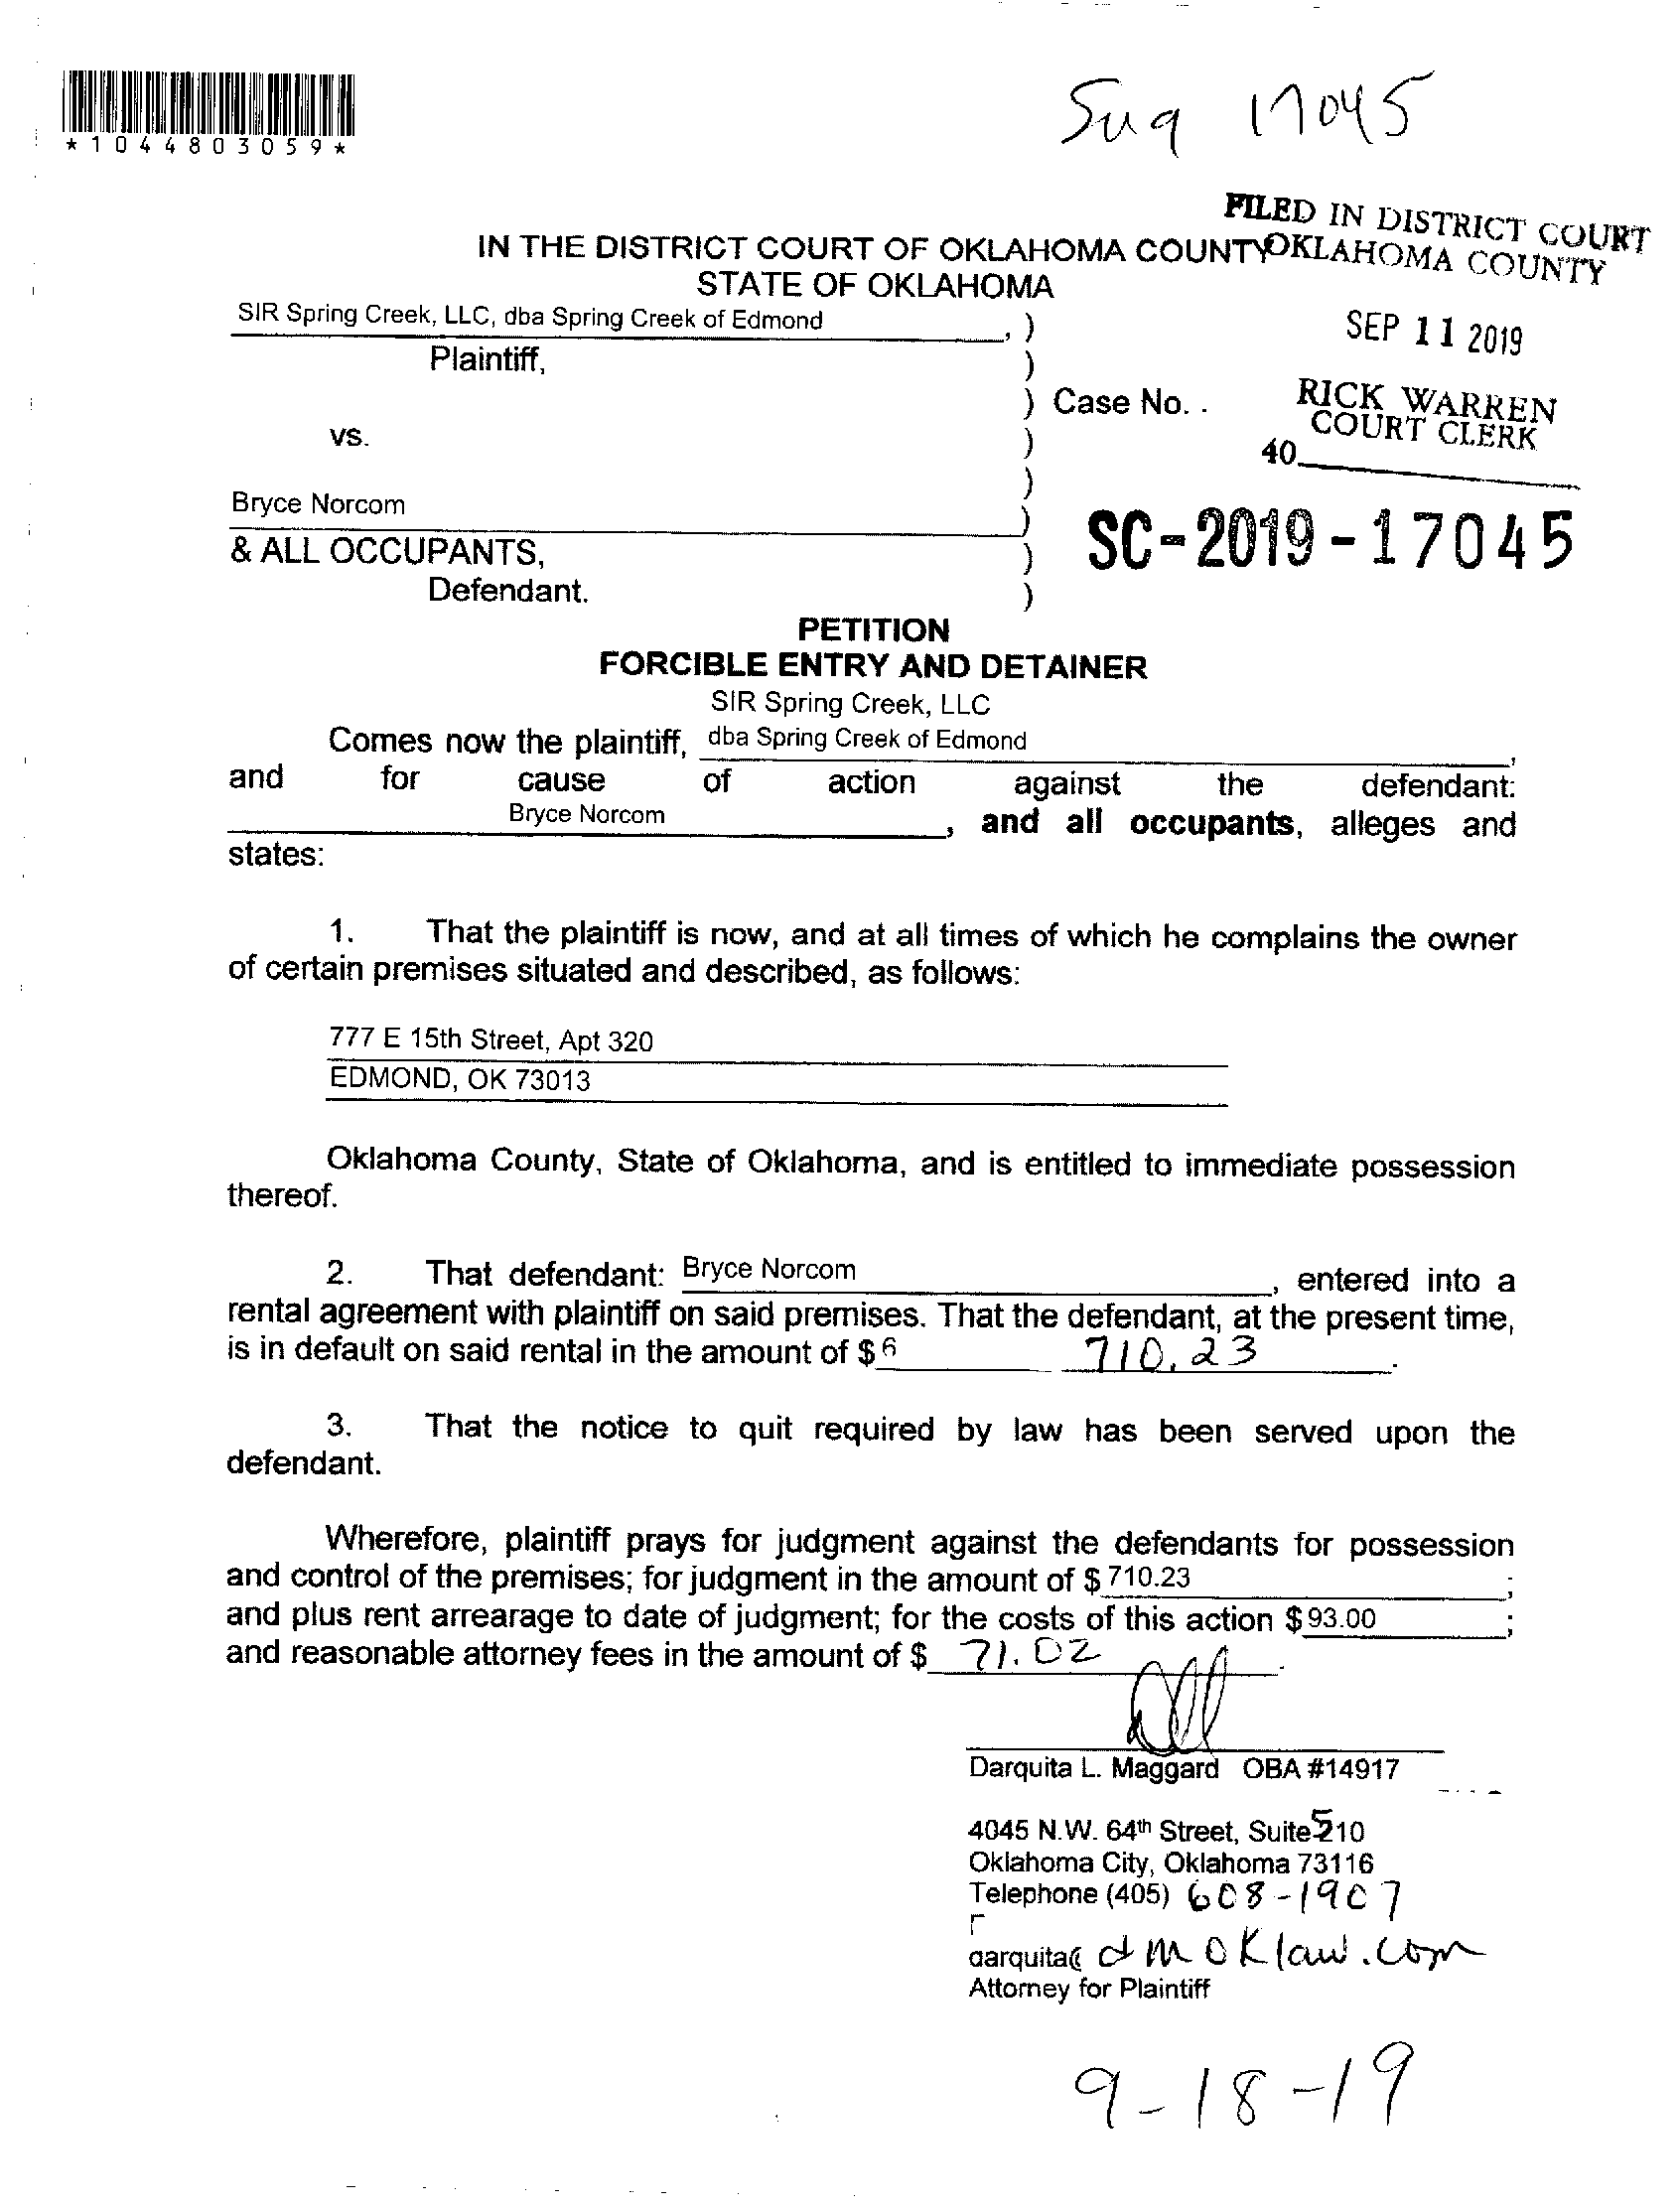 *1044803059*
17045
FILED IN DISTRICT COURT
OKLAHOMA COUNTY
IN THE DISTRICT COURT OF OKLAHOMA COUNTY
STATE OF OKLAHOMA
SIR Spring Creek, LLC, dba Spring Creek of Edmond , )
SEP 11 2019
Plaintiff, )
) Case No. .
RICK WARREN
COURT CLERK
vs. )
40
)
Bryce Norcom )
SC-2019-17045
& ALL OCCUPANTS, )
Defendant. )
PETITION
FORCIBLE ENTRY AND DETAINER
SIR Spring Creek, LLC
Comes now the plaintiff, dba Spring Creek of Edmond ,
and for cause of action against the defendant:
Bryce Norcom , and all occupants, alleges and
states:
1. That the plaintiff is now, and at all times of which he complains the owner
of certain premises situated and described, as follows:
777 E 15th Street, Apt 320
EDMOND, OK 73013
Oklahoma County, State of Oklahoma, and is entitled to immediate possession
thereof.
2. That defendant: Bryce Norcom , entered into a
rental agreement with plaintiff on said premises. That the defendant, at the present time,
is in default on said rental in the amount of $ 6 710.23 .
3. That the notice to quit required by law has been served upon the
defendant.
Wherefore, plaintiff prays for judgment against the defendants for possession
and control of the premises; for judgment in the amount of $ 710.23 ;
and plus rent arrearage to date of judgment; for the costs of this action $ 93.00 ;
and reasonable attorney fees in the amount of $ 71.02 .
Darquita L. Maggard OBA #14917
4045 N.W. 64th Street, Suite 510
Oklahoma City, Oklahoma 73116
Telephone (405) 608-1907
darquita@ dmoklaw.com
Attorney for Plaintiff
9-18-19